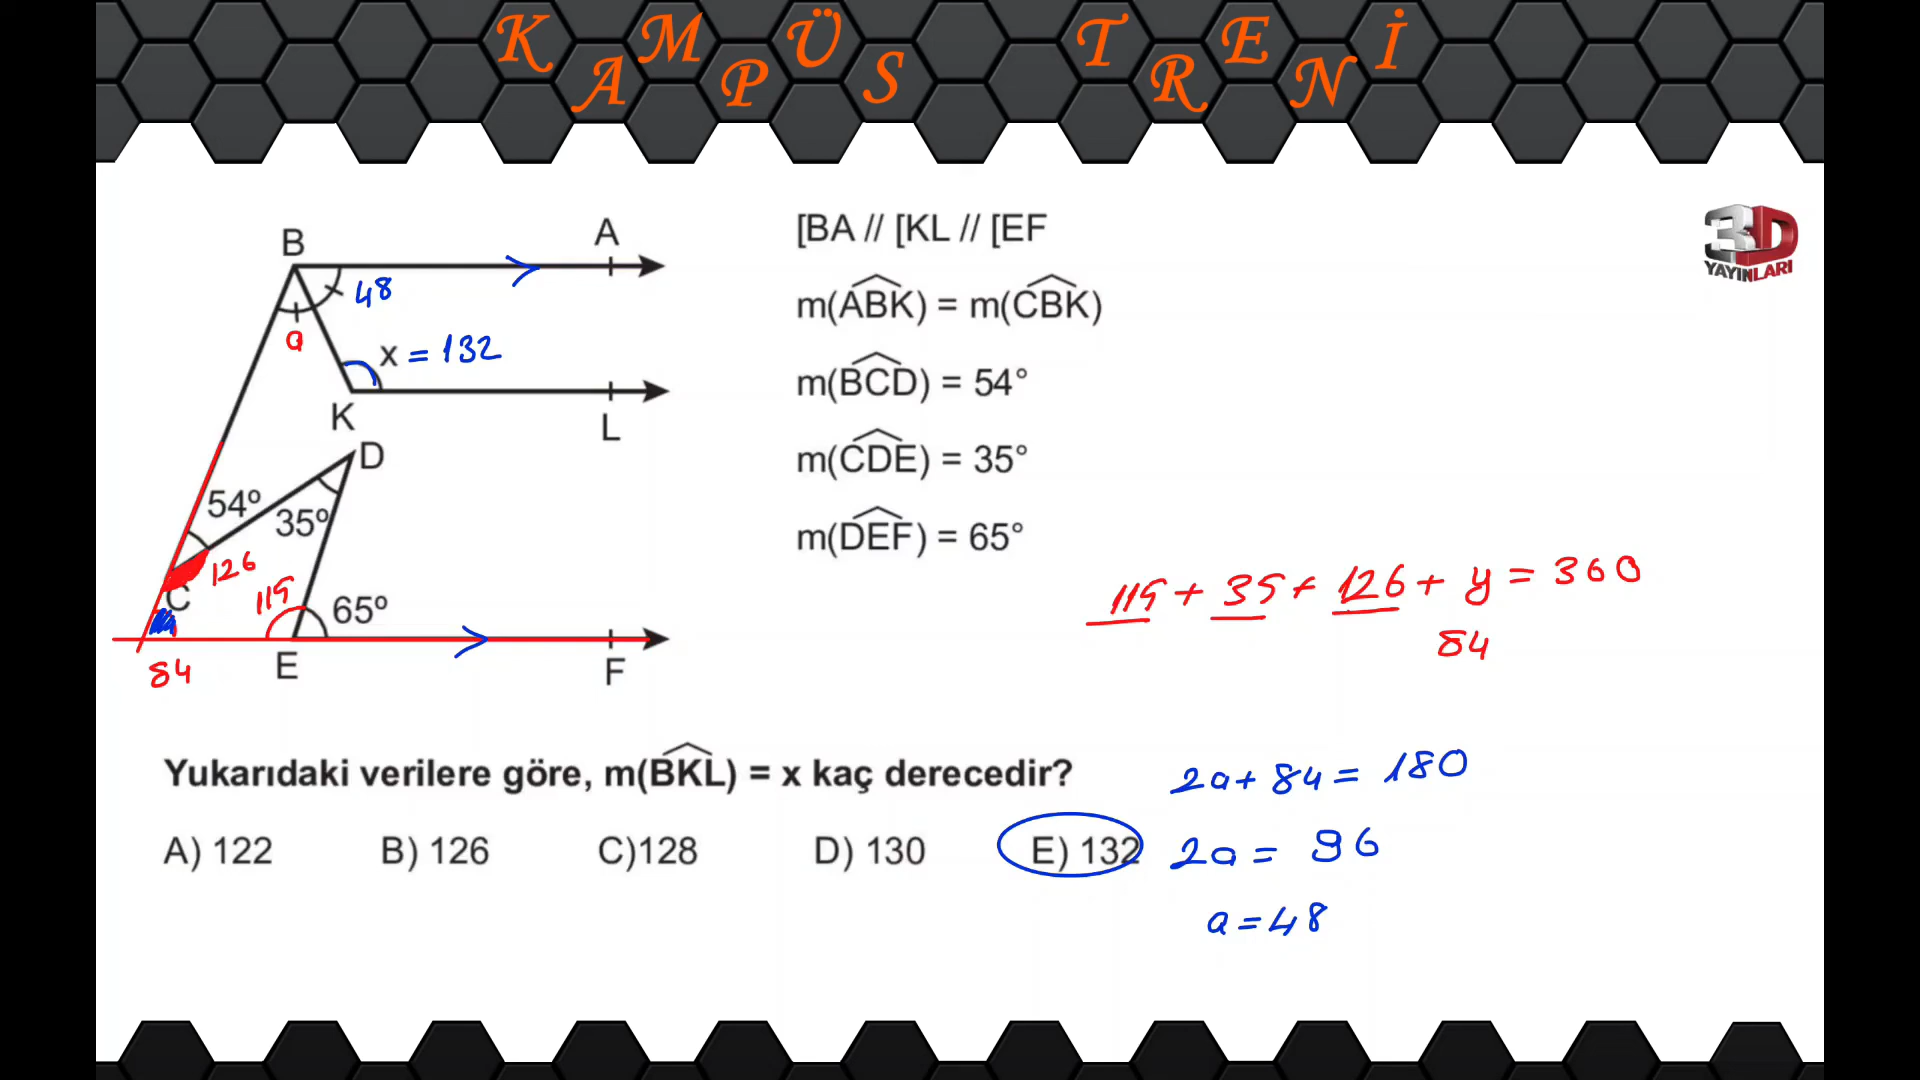 KAMPÜS TRENİ
3D
YAYINLARI
B
A
48
a
x = 132
K
L
D
54º
35º
126
C
115
65º
84
E
F
[BA // [KL // [EF
m(ABK) = m(CBK)
m(BCD) = 54°
m(CDE) = 35°
m(DEF) = 65°
115 + 35 + 126 + y = 360
84
Yukarıdaki verilere göre, m(BKL) = x kaç derecedir?
A) 122 B) 126 C)128 D) 130 E) 132
2a + 84 = 180
2a = 96
a = 48